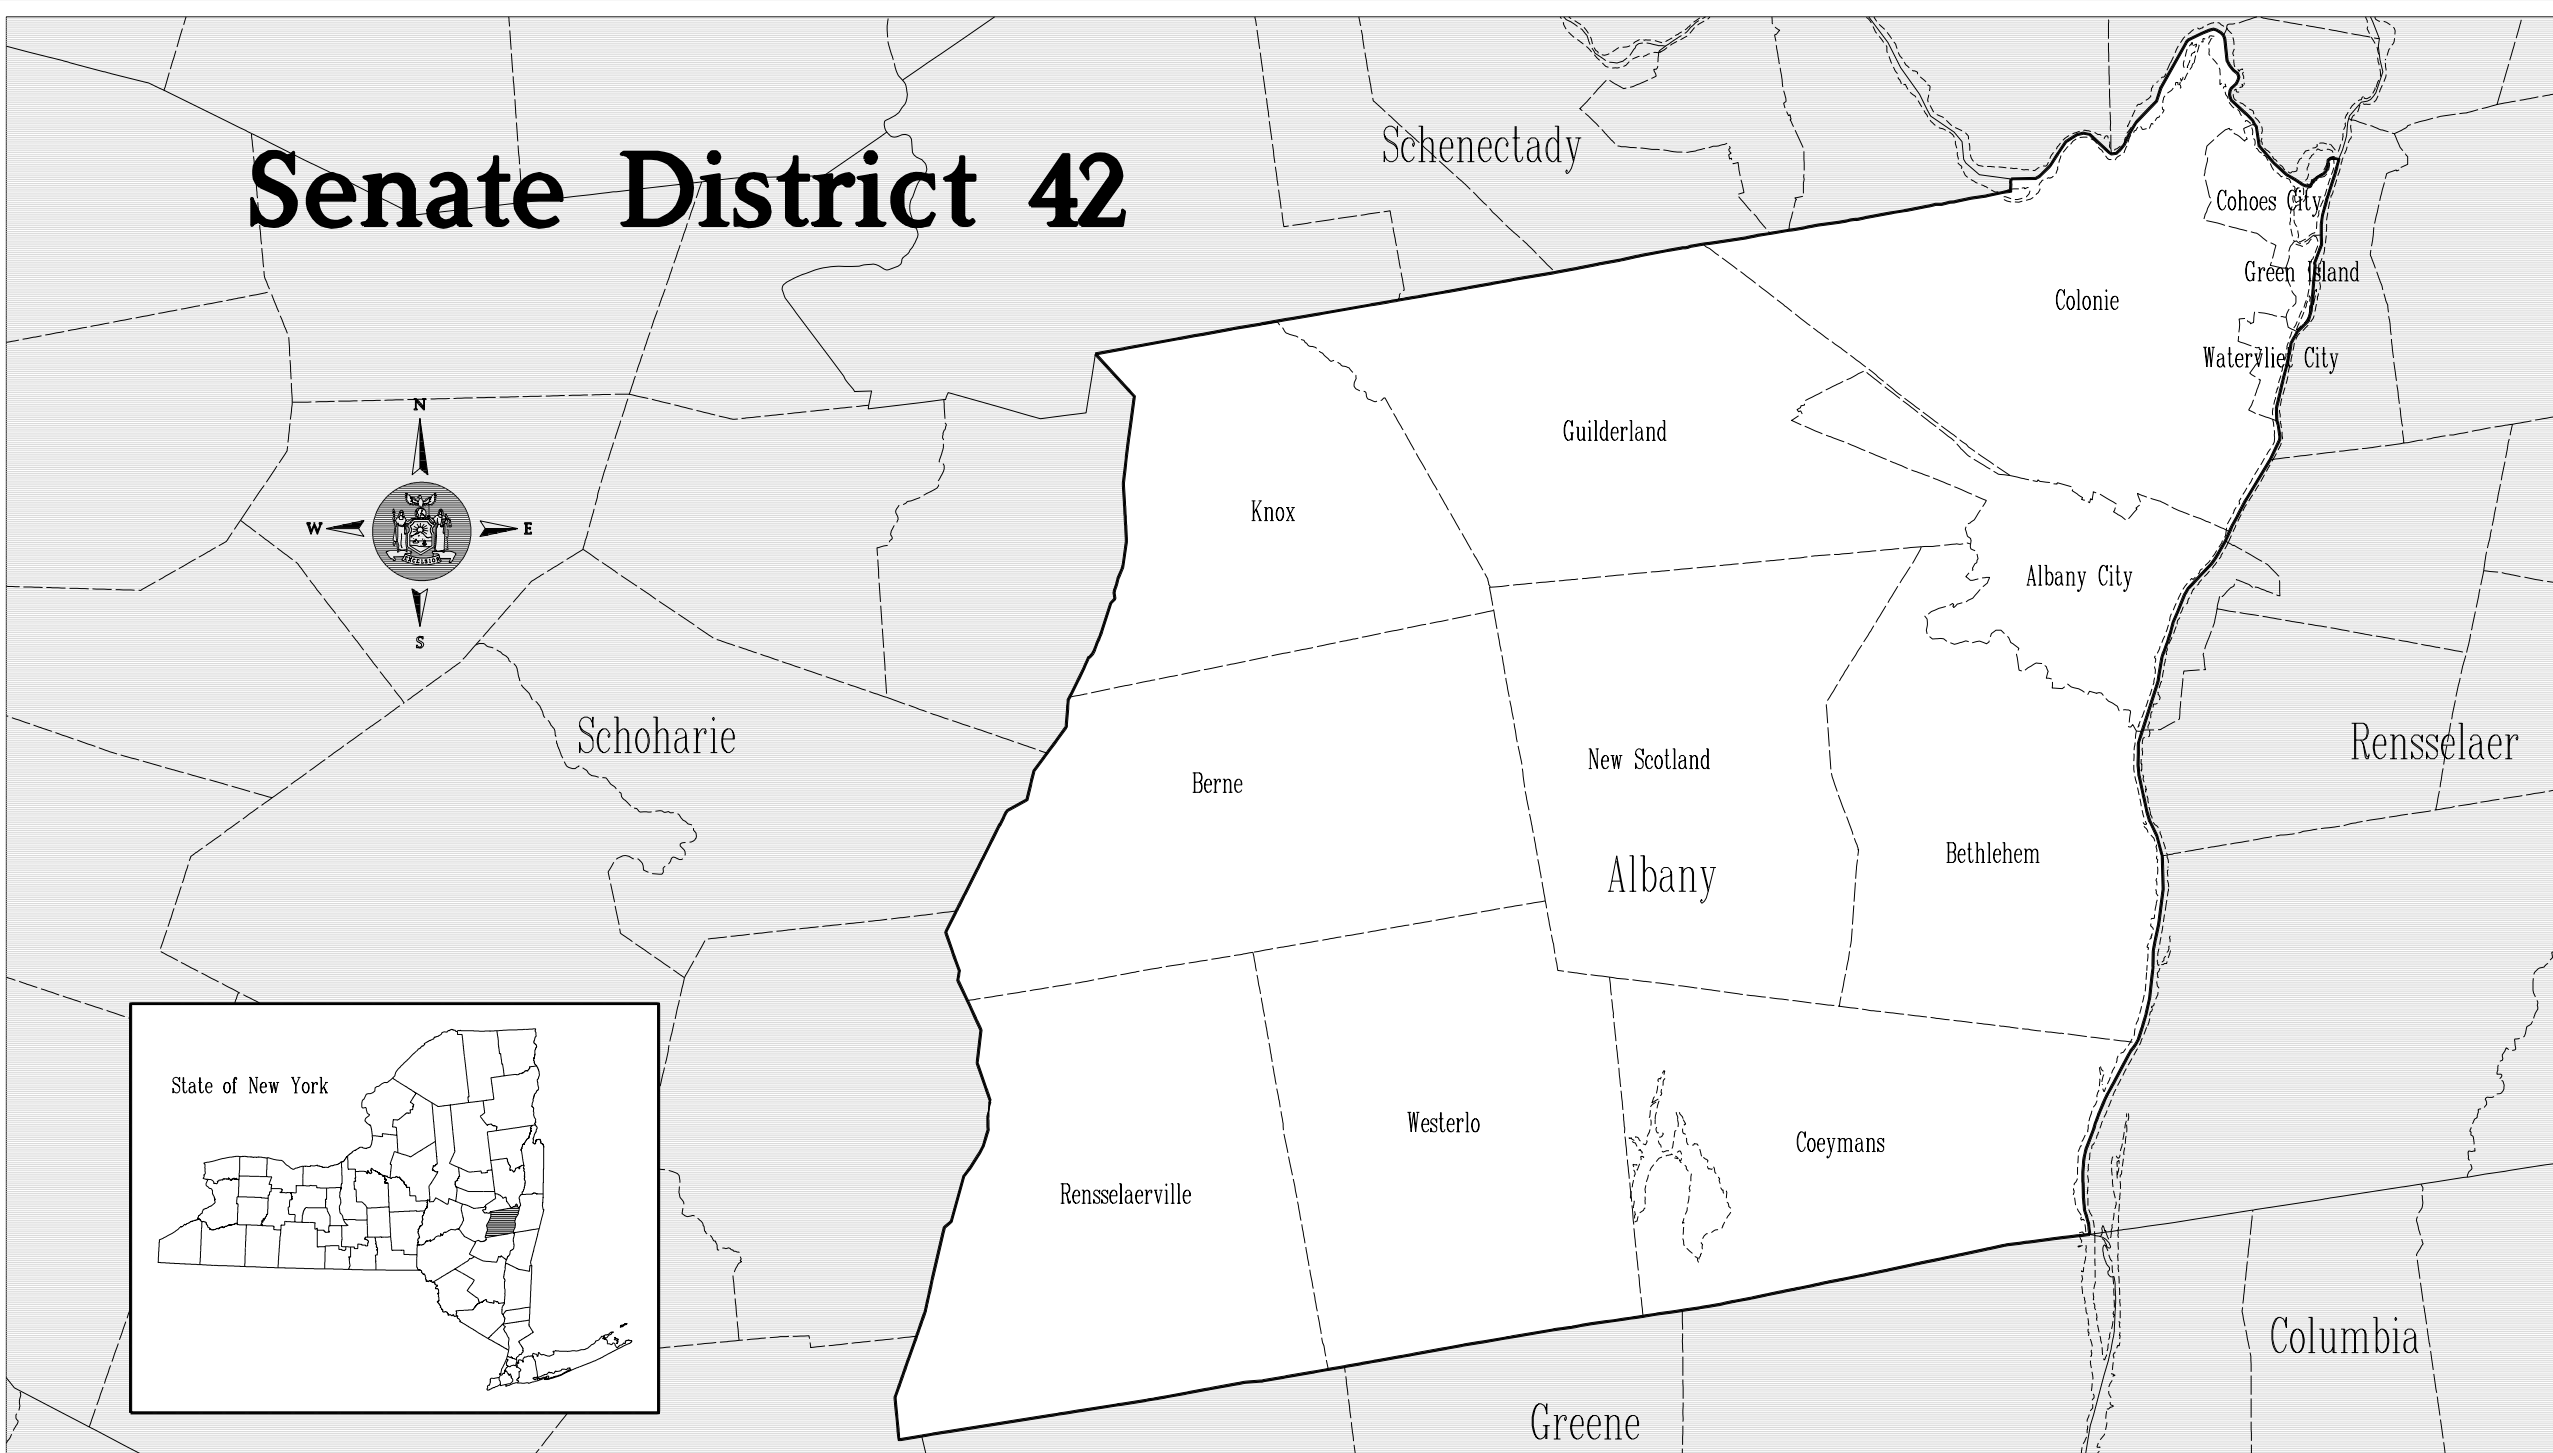 Senate District 42
Schenectady
Cohoes City
Green Island
Colonie
Watervliet City
N
Guilderland
Knox
W
E
Albany City
S
Schoharie
Rensselaer
New Scotland
Berne
Bethlehem
Albany
State of New York
Westerlo
Coeymans
Rensselaerville
Columbia
Greene